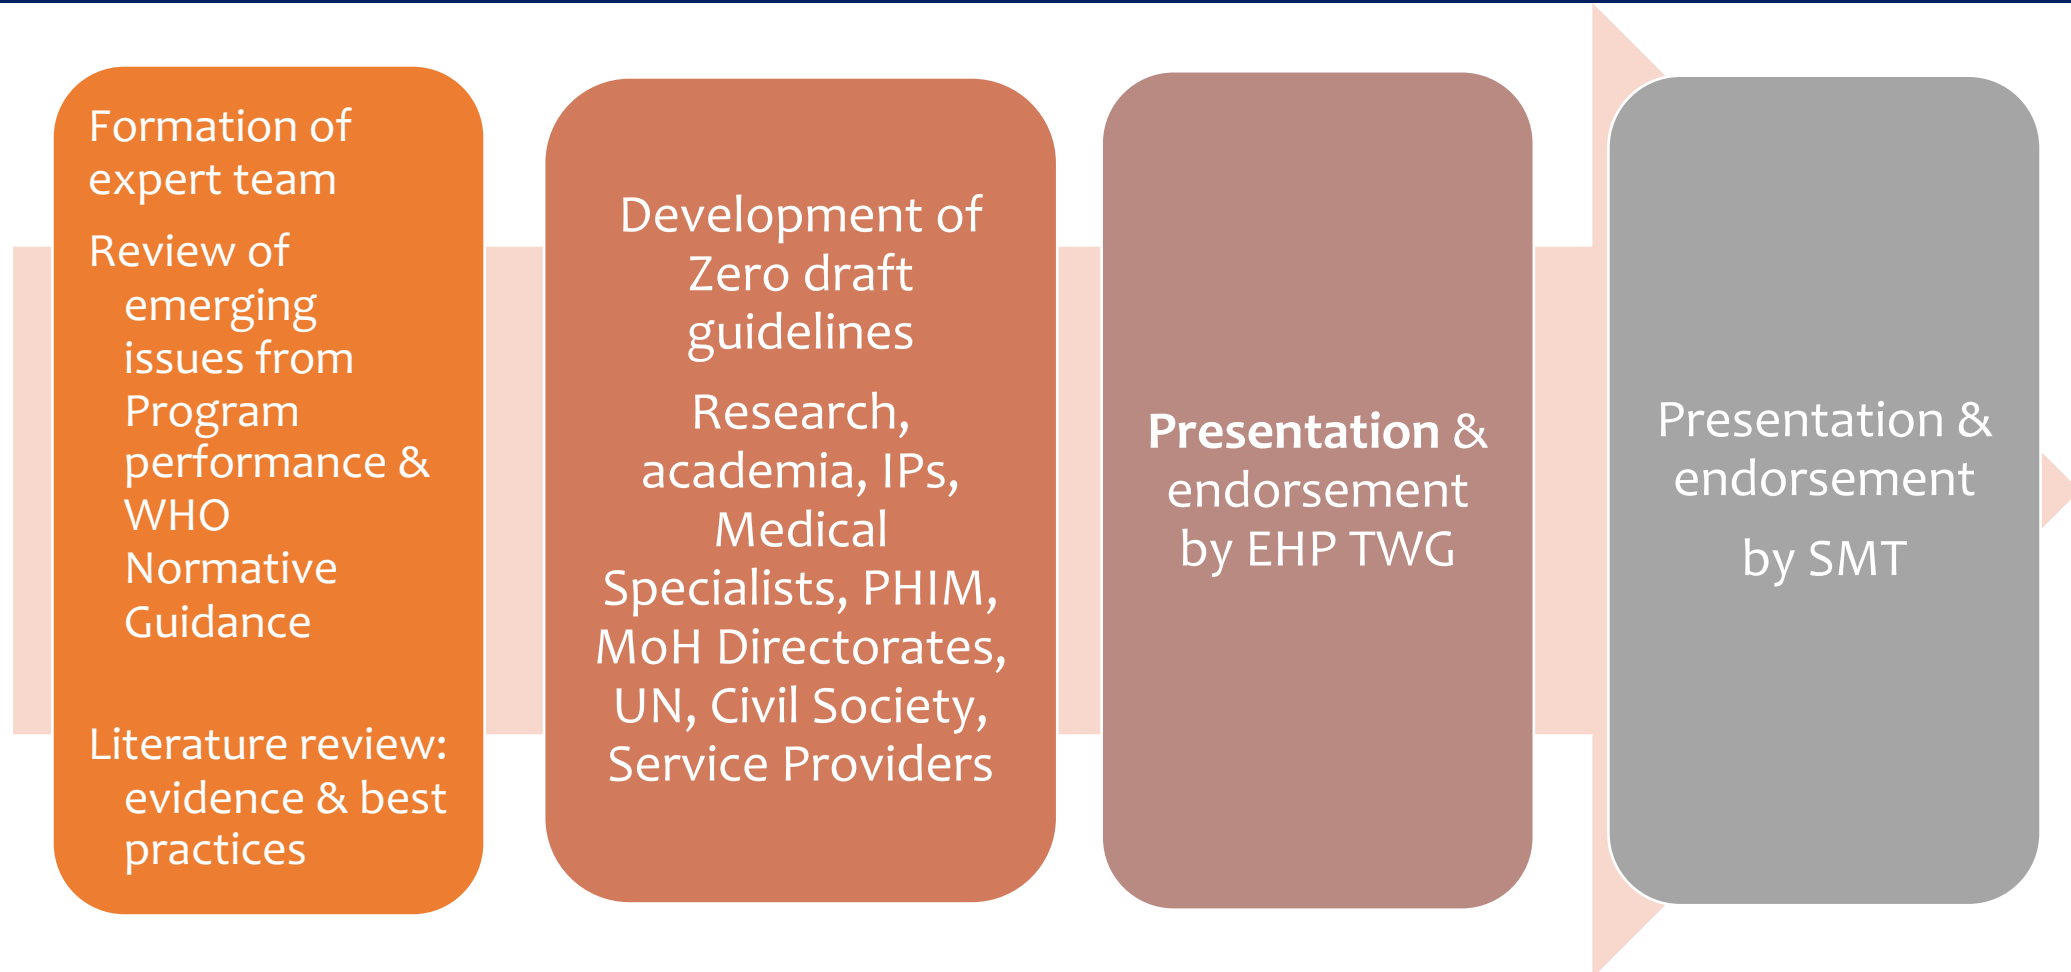 Formation of
expert team
Review of
emerging
issues from
Program
performance &
WHO
Normative
Guidance
Literature review:
evidence & best
practices
Development of
Zero draft
guidelines
Research,
academia, IPs,
Medical
Specialists, PHIM,
MoH Directorates,
UN, Civil Society,
Service Providers
Presentation &
endorsement
by EHP TWG
Presentation &
endorsement
by SMT